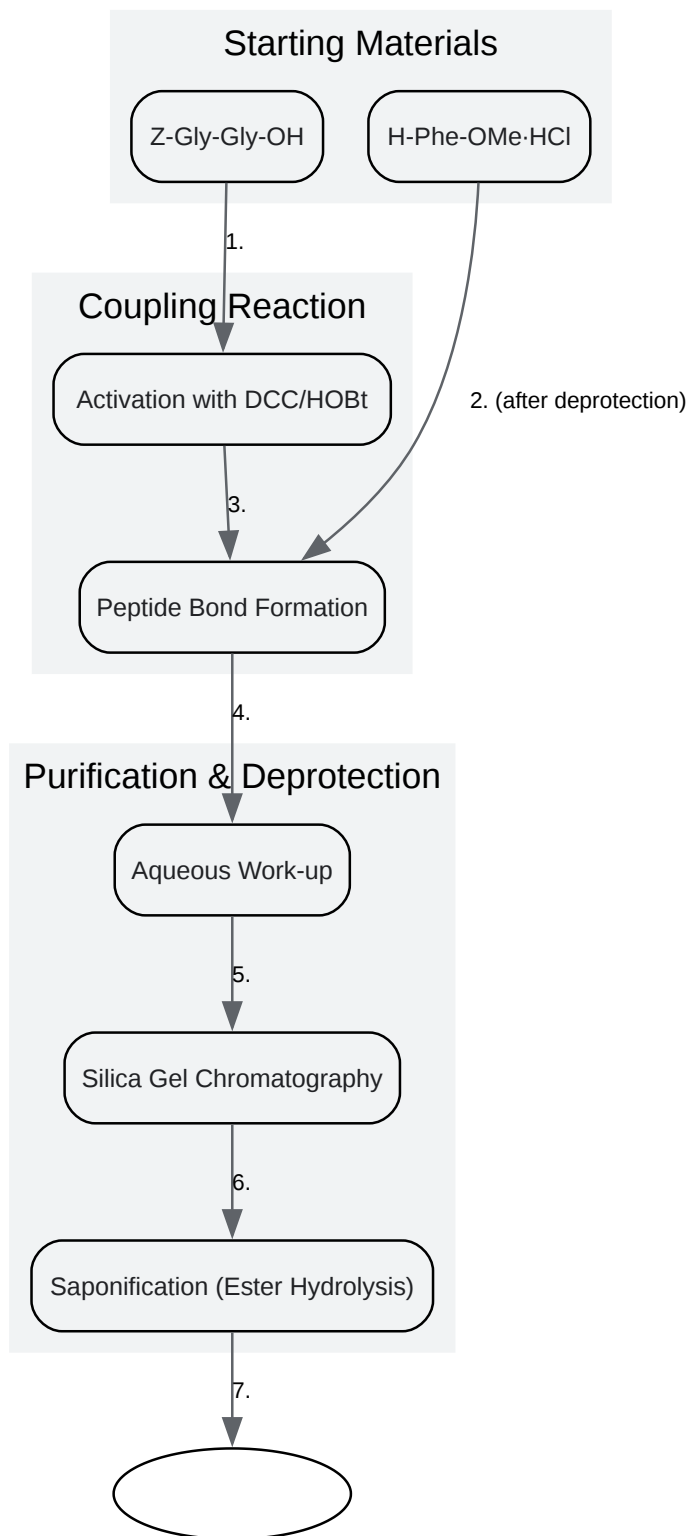 Starting Materials
Z-Gly-Gly-OH
H-Phe-OMe·HCl
1.
Coupling Reaction
Activation with DCC/HOBt
2. (after deprotection)
3.
Peptide Bond Formation
4.
Purification & Deprotection
Aqueous Work-up
5.
Silica Gel Chromatography
6.
Saponification (Ester Hydrolysis)
7.